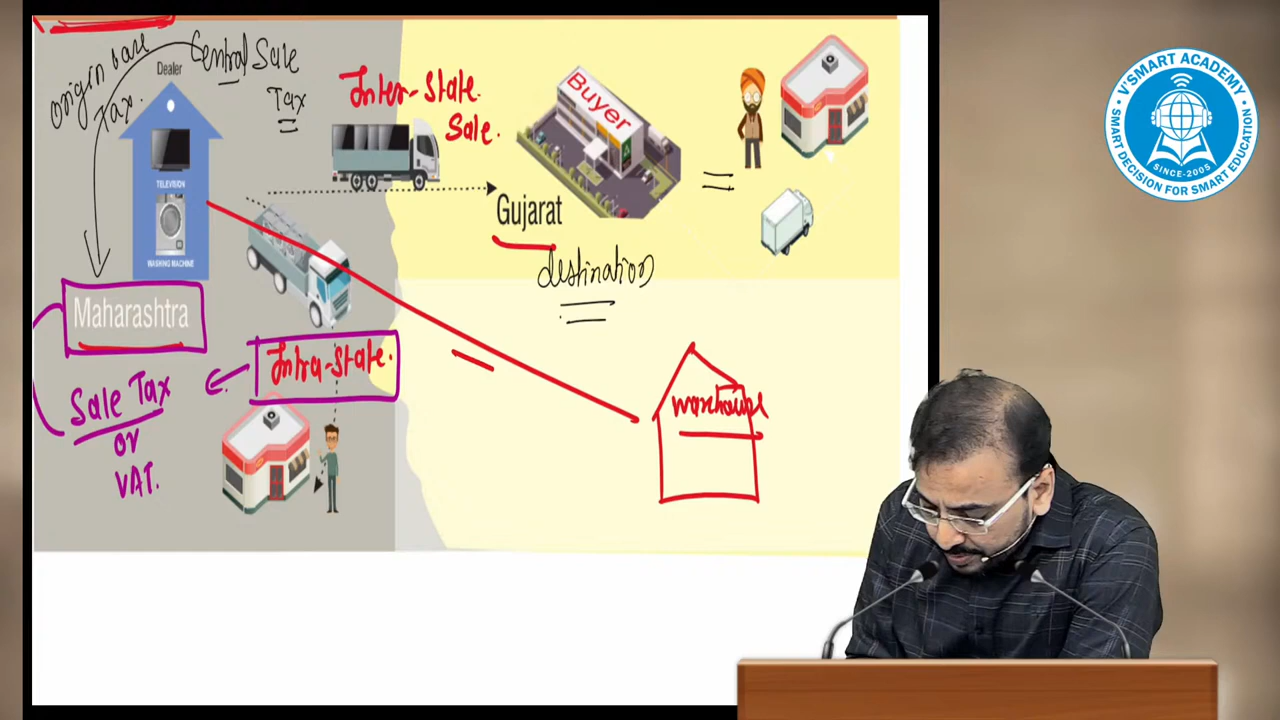 origin base
Tax.
Central Sale
Tax
Dealer
TELEVISION
WASHING MACHINE
Inter-State
Sale.
Buyer
Gujarat
destination
Maharashtra
Intra-State.
Sale Tax
or
VAT.
warehouse
V'SMART ACADEMY
SINCE-2005
SMART DECISION FOR SMART EDUCATION